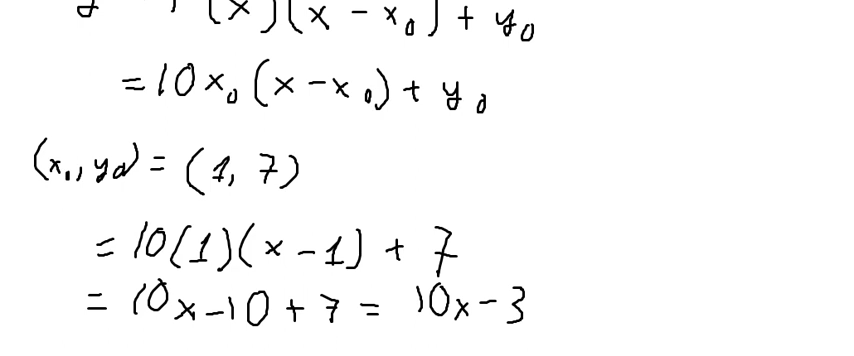 (x)(x - x₀) + y₀
= 10x₀(x - x₀) + y₀
(x₀, y₀) = (1, 7)
= 10(1)(x - 1) + 7
= 10x - 10 + 7 = 10x - 3